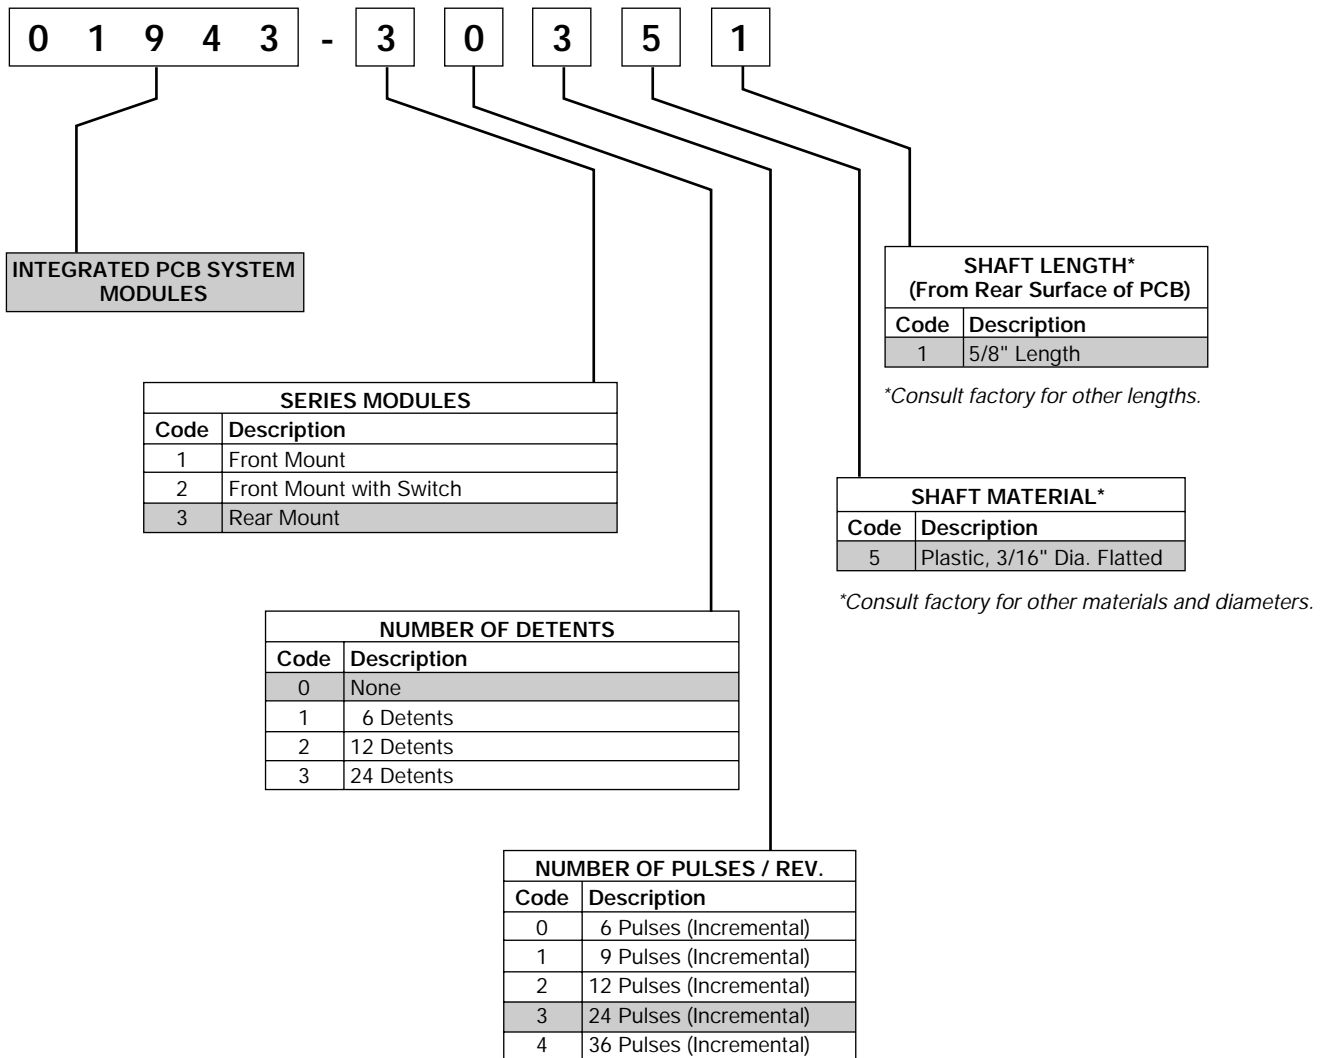 0 1 9 4 3 - 3 0 3 5 1
INTEGRATED PCB SYSTEM
MODULES
SHAFT LENGTH*
(From Rear Surface of PCB)
Code Description
1 5/8" Length
*Consult factory for other lengths.
SERIES MODULES
Code Description
1 Front Mount
2 Front Mount with Switch
3 Rear Mount
SHAFT MATERIAL*
Code Description
5 Plastic, 3/16" Dia. Flatted
*Consult factory for other materials and diameters.
NUMBER OF DETENTS
Code Description
0 None
1 6 Detents
2 12 Detents
3 24 Detents
NUMBER OF PULSES / REV.
Code Description
0 6 Pulses (Incremental)
1 9 Pulses (Incremental)
2 12 Pulses (Incremental)
3 24 Pulses (Incremental)
4 36 Pulses (Incremental)